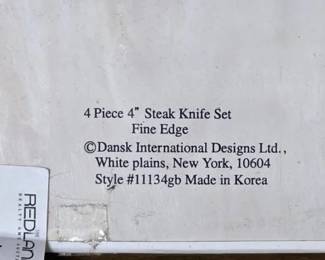 4 Piece 4" Steak Knife Set
Fine Edge
©Dansk International Designs Ltd.,
White plains, New York, 10604
Style #11134gb Made in Korea
THE
REDLAN